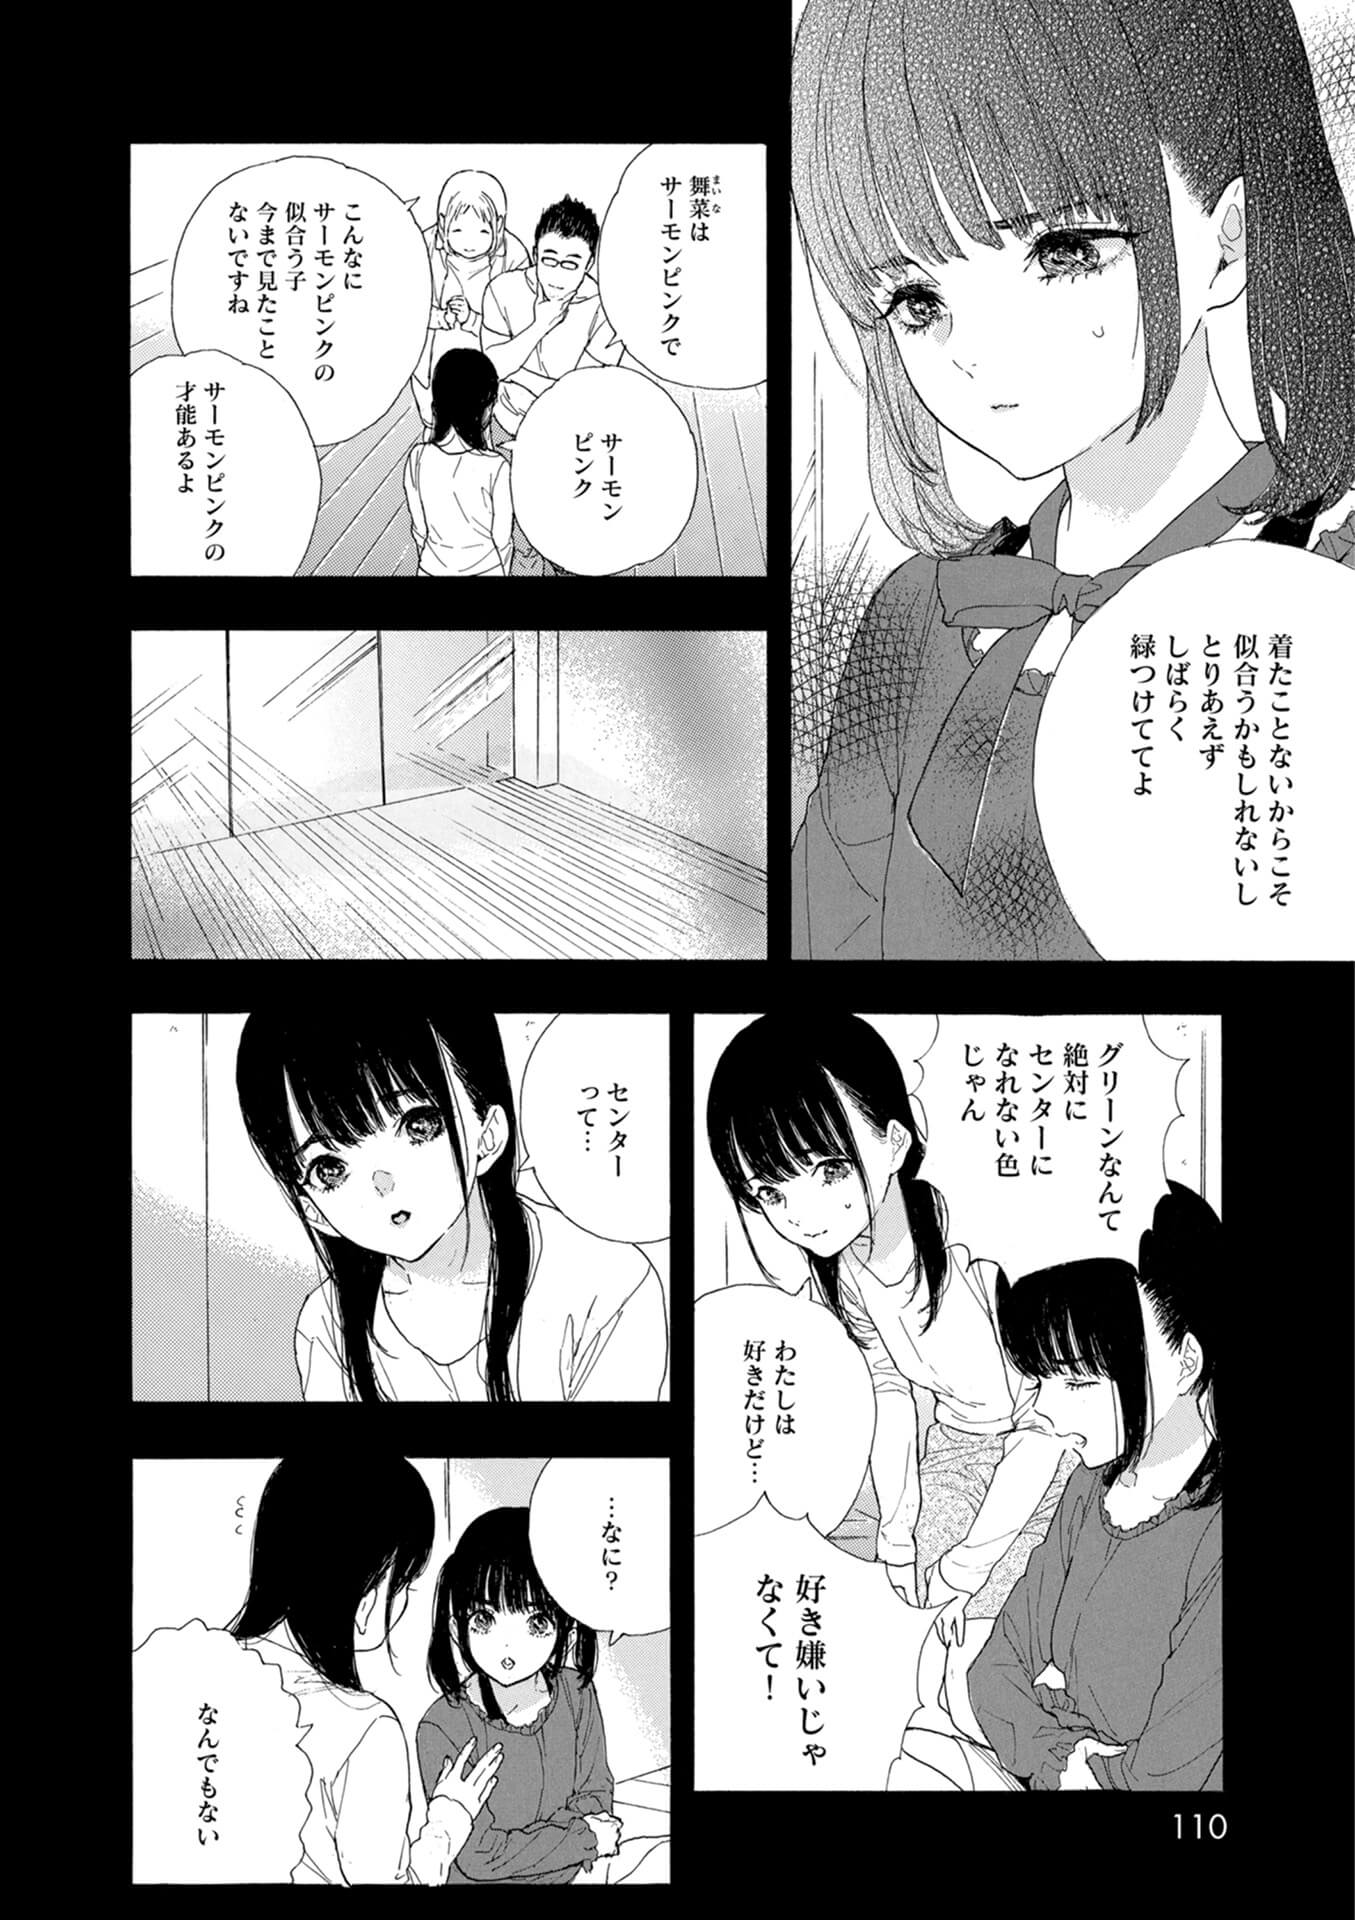 着たことないからこそ
似合うかもしれないし
とりあえず
しばらく
緑つけててよ
舞菜は
まいな
サーモンピンクで
サーモン
ピンク
こんなに
サーモンピンクの
似合う子
今まで見たこと
ないですね
サーモンピンクの
才能あるよ
グリーンなんて
絶対に
センターに
なれない色
じゃん
わたしは
好きだけど…
好き嫌いじゃ
なくて！
センター
って…
…なに？
なんでもない
110